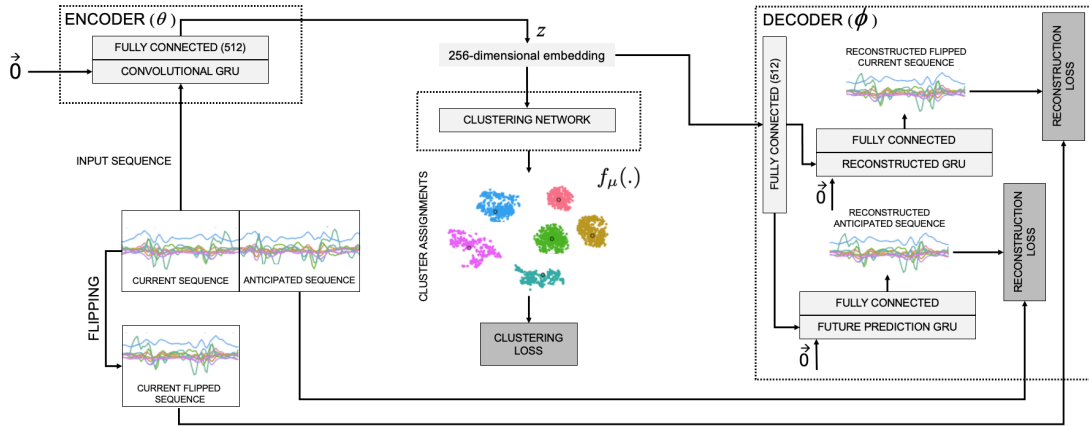 ENCODER (θ)
FULLY CONNECTED (512)
CONVOLUTIONAL GRU
0
INPUT SEQUENCE
CURRENT SEQUENCE
ANTICIPATED SEQUENCE
FLIPPING
CURRENT FLIPPED
SEQUENCE
z
256-dimensional embedding
CLUSTERING NETWORK
fμ(.)
CLUSTER ASSIGNMENTS
CLUSTERING
LOSS
DECODER (ϕ)
FULLY CONNECTED (512)
RECONSTRUCTED FLIPPED
CURRENT SEQUENCE
FULLY CONNECTED
RECONSTRUCTED GRU
0
RECONSTRUCTION
LOSS
RECONSTRUCTED
ANTICIPATED SEQUENCE
FULLY CONNECTED
FUTURE PREDICTION GRU
0
RECONSTRUCTION
LOSS